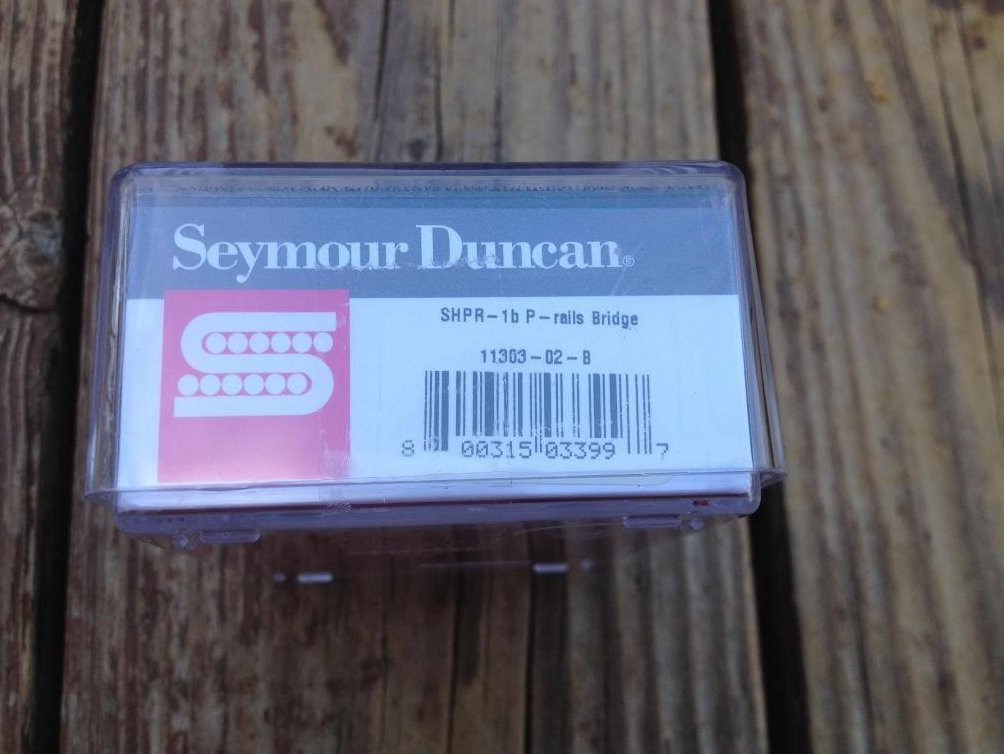 Seymour Duncan®
SHPR-1b P-rails Bridge
11303-02-B
8 00315 03399 7